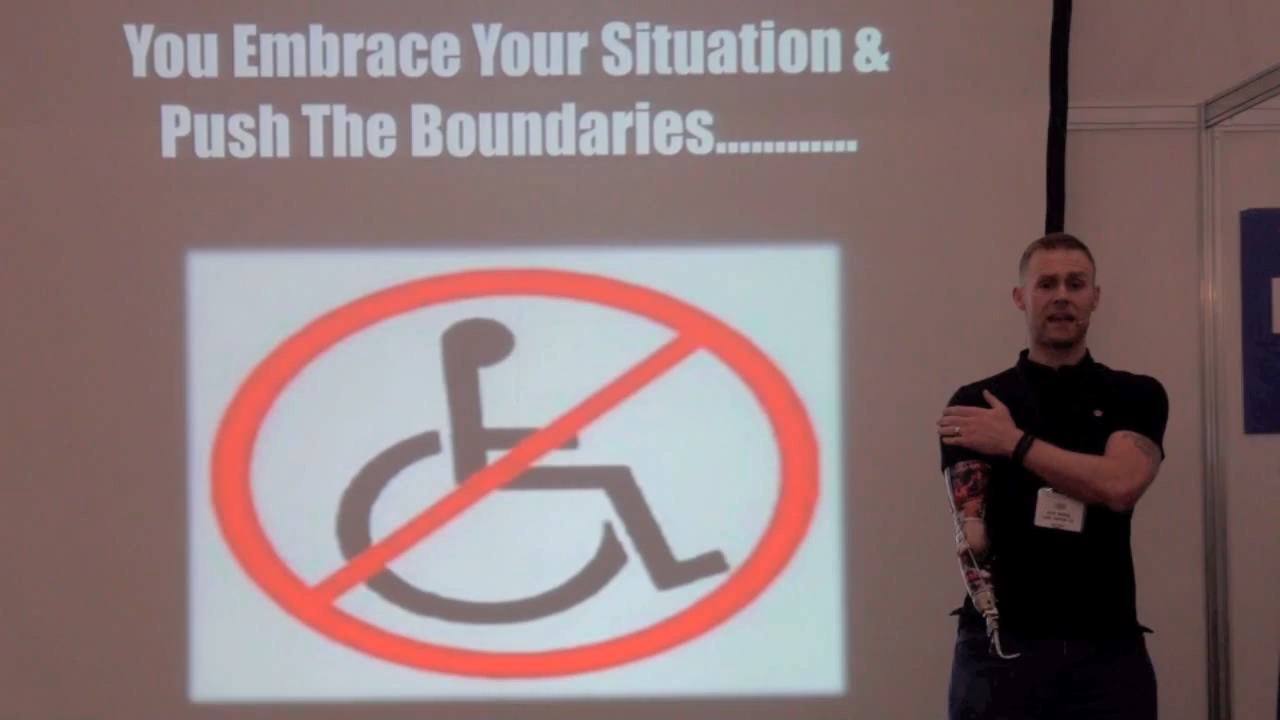 You Embrace Your Situation &
Push The Boundaries............